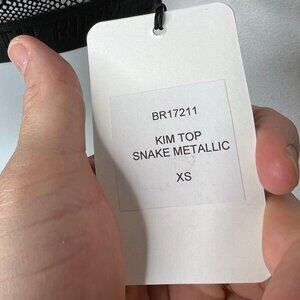 BR17211
KIM TOP
SNAKE METALLIC
XS